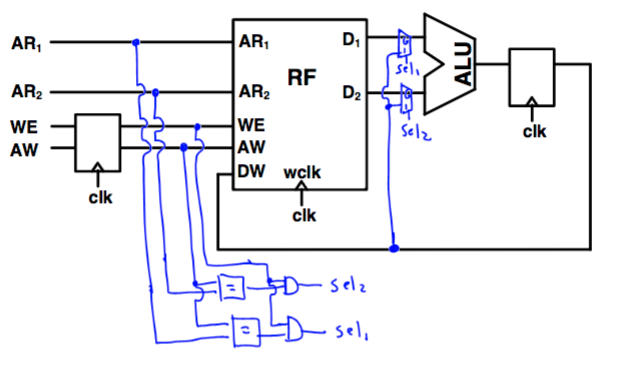 AR₁ AR₁ D₁ ALU
sel₁
RF
AR₂ AR₂ D₂
WE WE sel₂
AW AW
DW wclk clk
clk clk
= sel₂
= sel₁